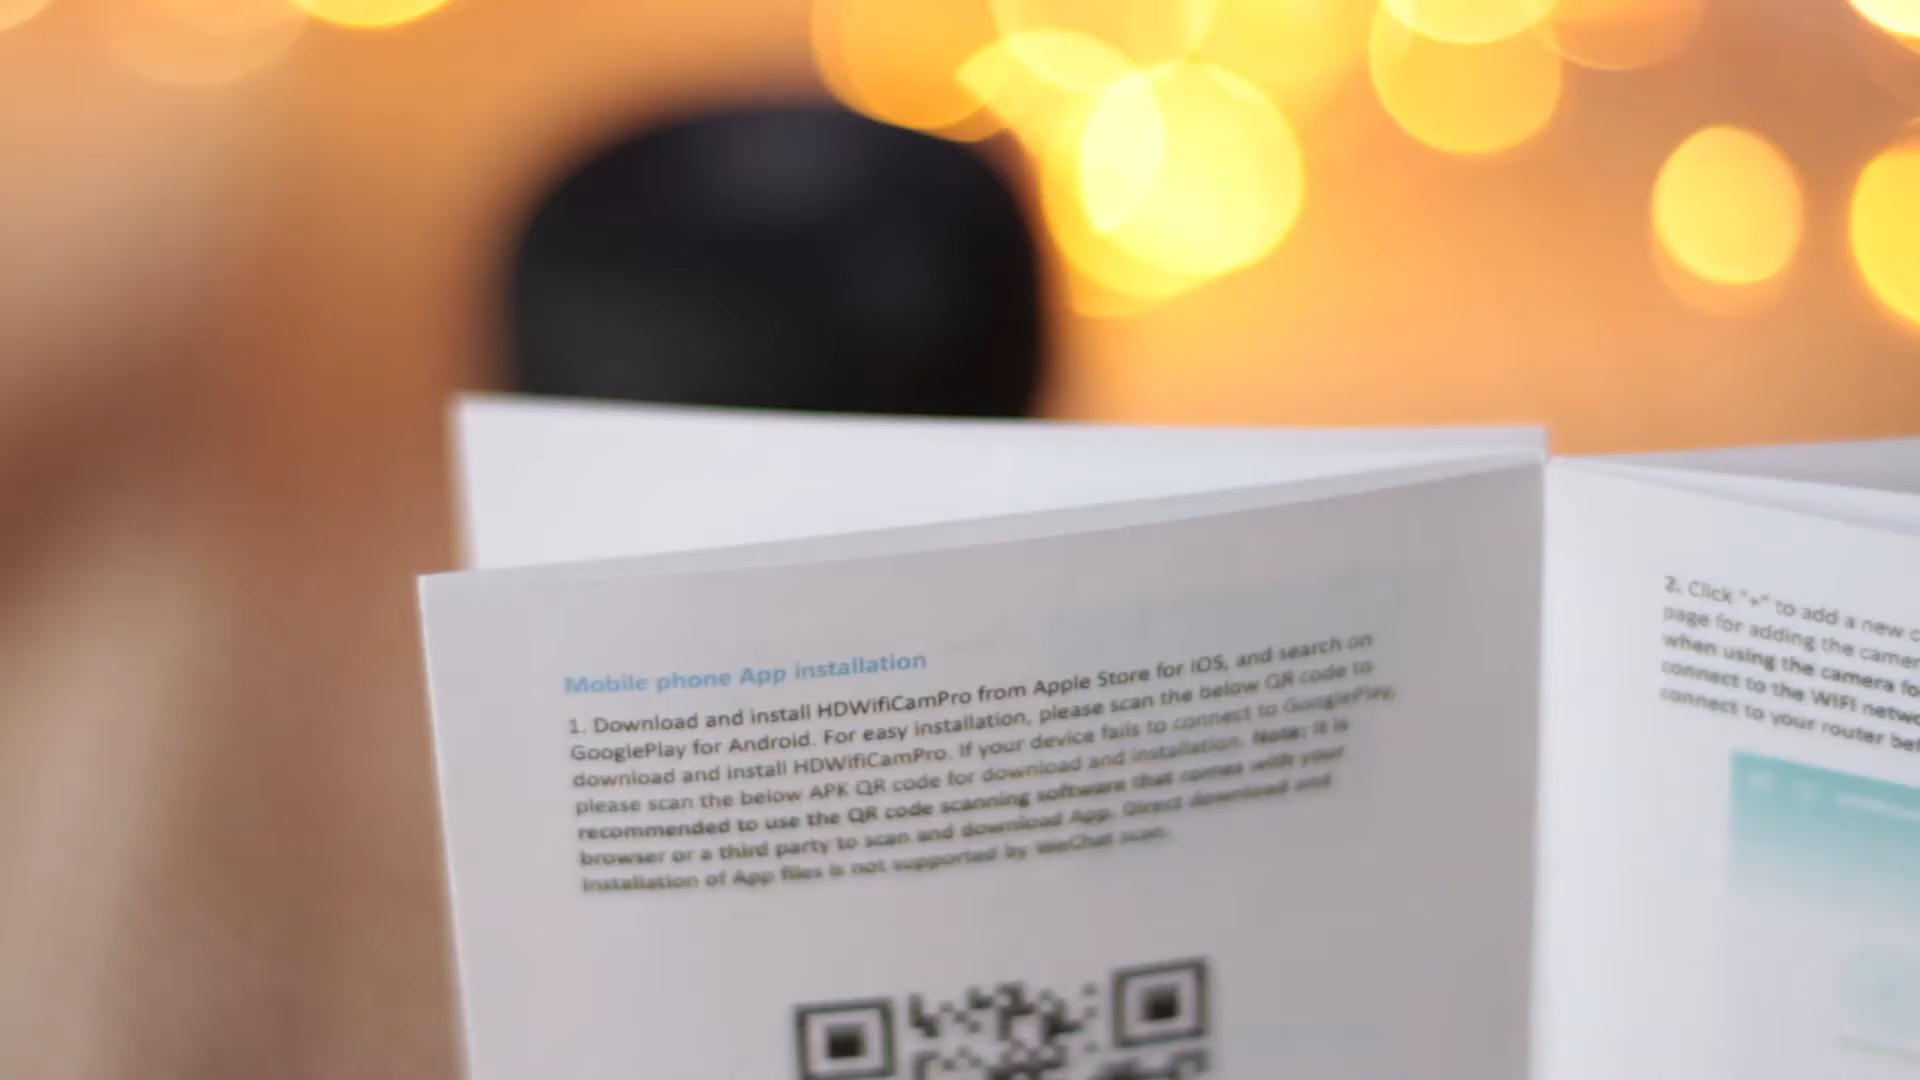 Mobile phone App installation
1. Download and install HDWifiCamPro from Apple Store for iOS, and search on
GooglePlay for Android. For easy installation, please scan the below QR code to
download and install HDWifiCamPro. If your device fails to connect to GooglePlay,
please scan the below APK QR code for download and installation. Note: It is
recommended to use the QR code scanning software that comes with your
browser or a third party to scan and download App. Direct download and
installation of App files is not supported by WeChat scan.
2. Click "+" to add a new
page for adding the
when using the camera
connect to the WIFI
connect to your router